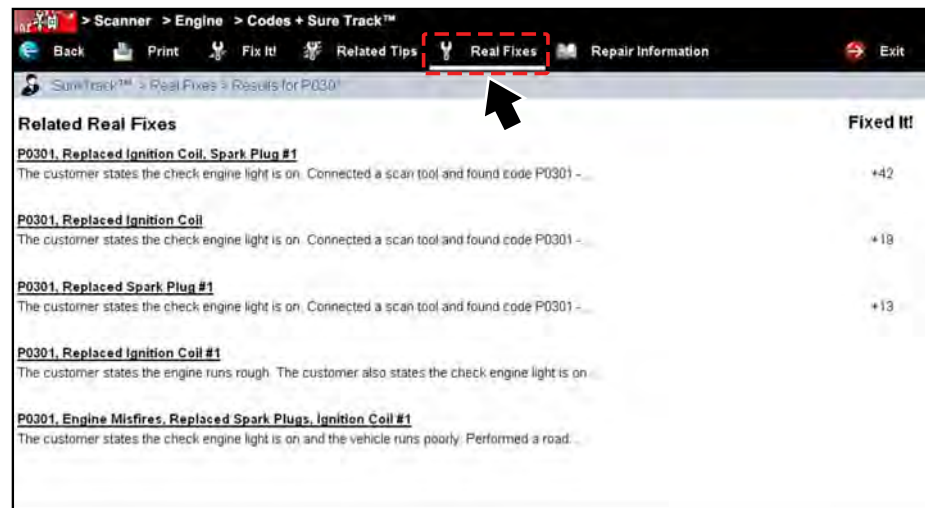 > Scanner > Engine > Codes + Sure Track™
Back Print Fix It! Related Tips Real Fixes Repair Information Exit
SureTrack™ > Real Fixes > Results for P0301
Related Real Fixes Fixed It!
P0301, Replaced Ignition Coil, Spark Plug #1
The customer states the check engine light is on. Connected a scan tool and found code P0301 - ... +42
P0301, Replaced Ignition Coil
The customer states the check engine light is on. Connected a scan tool and found code P0301 - ... +19
P0301, Replaced Spark Plug #1
The customer states the check engine light is on. Connected a scan tool and found code P0301 - ... +13
P0301, Replaced Ignition Coil #1
The customer states the engine runs rough. The customer also states the check engine light is on ...
P0301, Engine Misfires, Replaced Spark Plugs, Ignition Coil #1
The customer states the check engine light is on and the vehicle runs poorly. Performed a road...